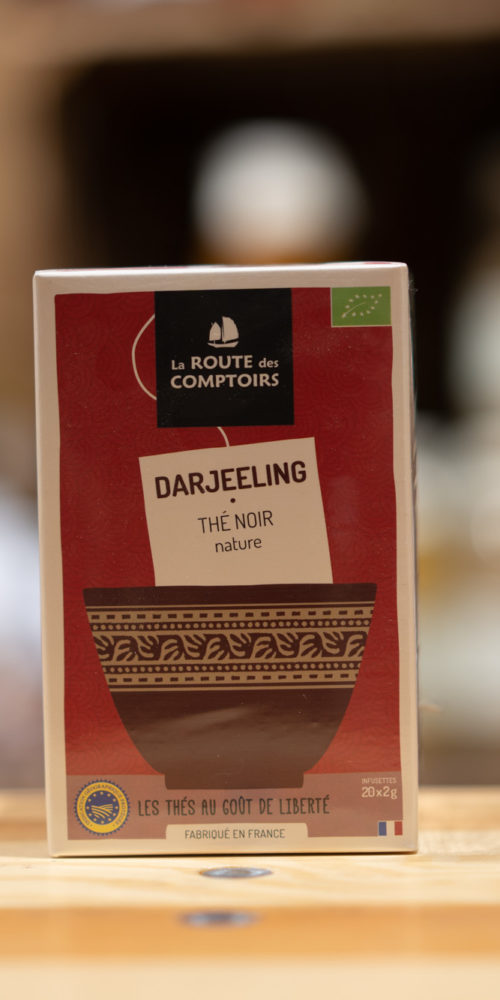 La ROUTE des
COMPTOIRS
DARJEELING
•
THÉ NOIR
nature
INFUSETTES
20x2g
LES THÉS AU GOÛT DE LIBERTÉ
FABRIQUÉ EN FRANCE